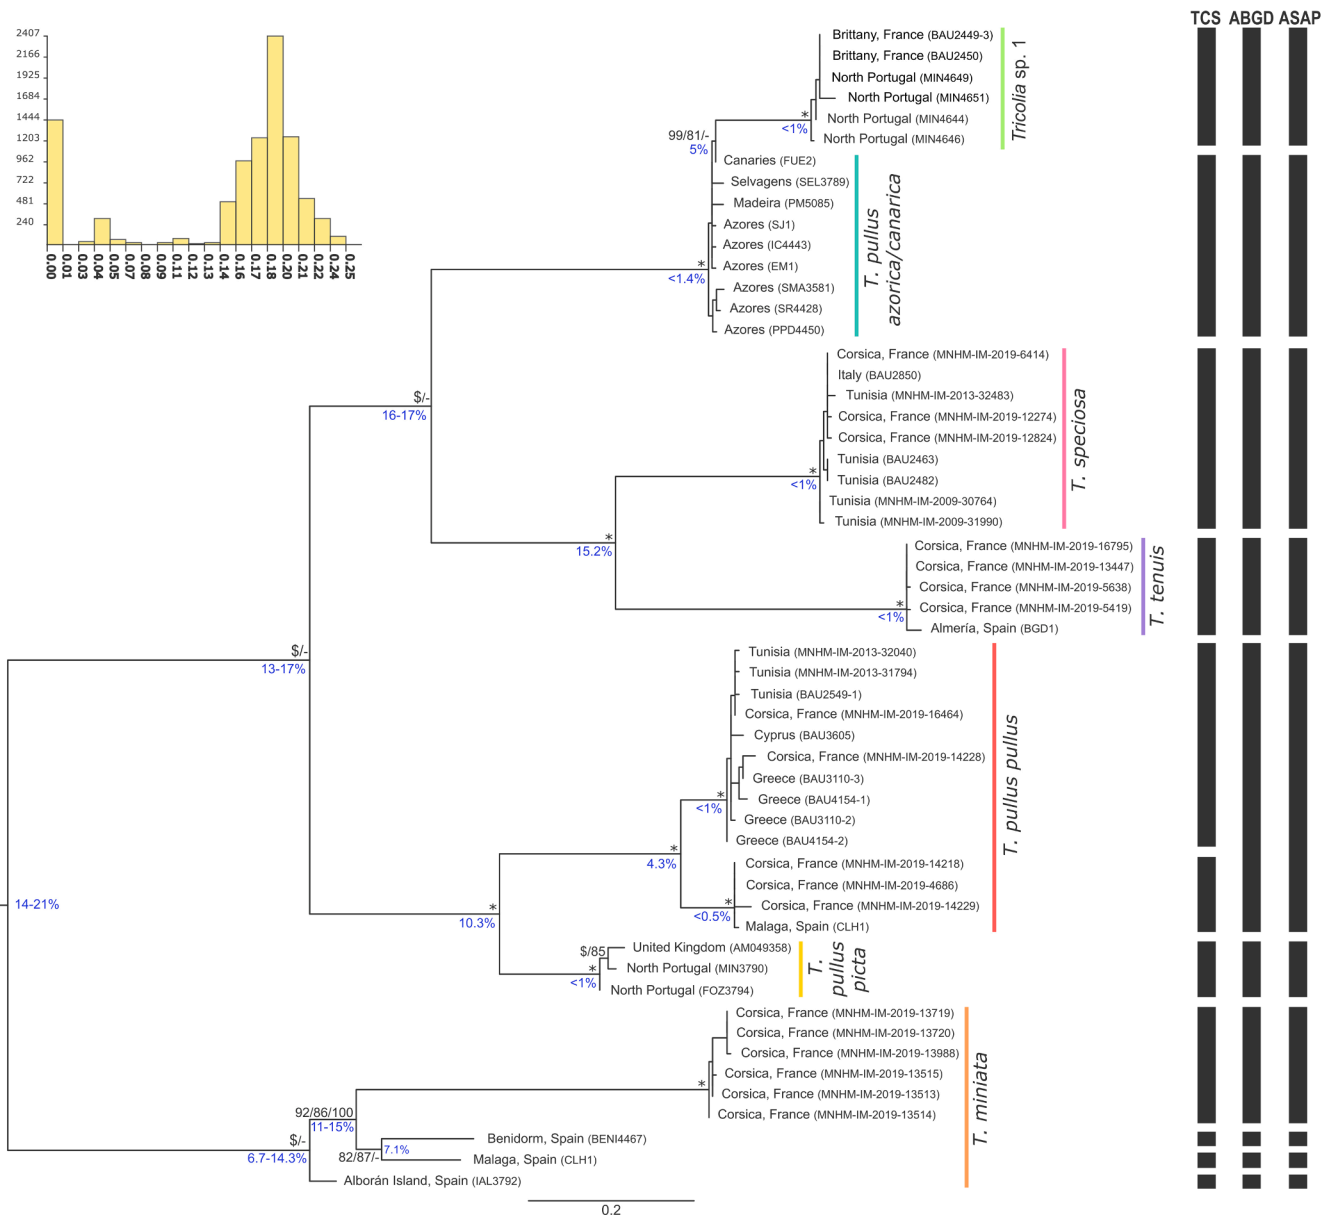 TCS ABGD ASAP
2407
2166
1925
1684
1444
1203
962
722
481
240
0.00 0.01 0.03 0.04 0.05 0.07 0.08 0.09 0.11 0.12 0.13 0.14 0.16 0.17 0.18 0.20 0.21 0.22 0.24 0.25
Brittany, France (BAU2449-3)
Brittany, France (BAU2450)
North Portugal (MIN4649)
North Portugal (MIN4651)
North Portugal (MIN4644)
North Portugal (MIN4646)
Tricolia sp. 1
*
<1%
99/81/-
5%
Canaries (FUE2)
Selvagens (SEL3789)
Madeira (PM5085)
Azores (SJ1)
Azores (IC4443)
Azores (EM1)
Azores (SMA3581)
Azores (SR4428)
Azores (PPD4450)
T. pullus
azorica/canarica
*
<1.4%
$/-
16-17%
Corsica, France (MNHM-IM-2019-6414)
Italy (BAU2850)
Tunisia (MNHM-IM-2013-32483)
Corsica, France (MNHM-IM-2019-12274)
Corsica, France (MNHM-IM-2019-12824)
Tunisia (BAU2463)
Tunisia (BAU2482)
Tunisia (MNHM-IM-2009-30764)
Tunisia (MNHM-IM-2009-31990)
T. speciosa
*
<1%
*
15.2%
Corsica, France (MNHM-IM-2019-16795)
Corsica, France (MNHM-IM-2019-13447)
Corsica, France (MNHM-IM-2019-5638)
Corsica, France (MNHM-IM-2019-5419)
Almería, Spain (BGD1)
T. tenuis
*
<1%
$/-
13-17%
Tunisia (MNHM-IM-2013-32040)
Tunisia (MNHM-IM-2013-31794)
Tunisia (BAU2549-1)
Corsica, France (MNHM-IM-2019-16464)
Cyprus (BAU3605)
Corsica, France (MNHM-IM-2019-14228)
Greece (BAU3110-3)
Greece (BAU4154-1)
Greece (BAU3110-2)
Greece (BAU4154-2)
Corsica, France (MNHM-IM-2019-14218)
Corsica, France (MNHM-IM-2019-4686)
Corsica, France (MNHM-IM-2019-14229)
Malaga, Spain (CLH1)
T. pullus pullus
*
<1%
*
4.3%
*
<0.5%
*
10.3%
14-21%
United Kingdom (AM049358)
North Portugal (MIN3790)
North Portugal (FOZ3794)
T.
pullus
picta
$/85
*
<1%
Corsica, France (MNHM-IM-2019-13719)
Corsica, France (MNHM-IM-2019-13720)
Corsica, France (MNHM-IM-2019-13988)
Corsica, France (MNHM-IM-2019-13515)
Corsica, France (MNHM-IM-2019-13513)
Corsica, France (MNHM-IM-2019-13514)
T. miniata
*
92/86/100
11-15%
Benidorm, Spain (BENI4467)
7.1%
82/87/-
Malaga, Spain (CLH1)
$/-
6.7-14.3%
Alborán Island, Spain (IAL3792)
0.2